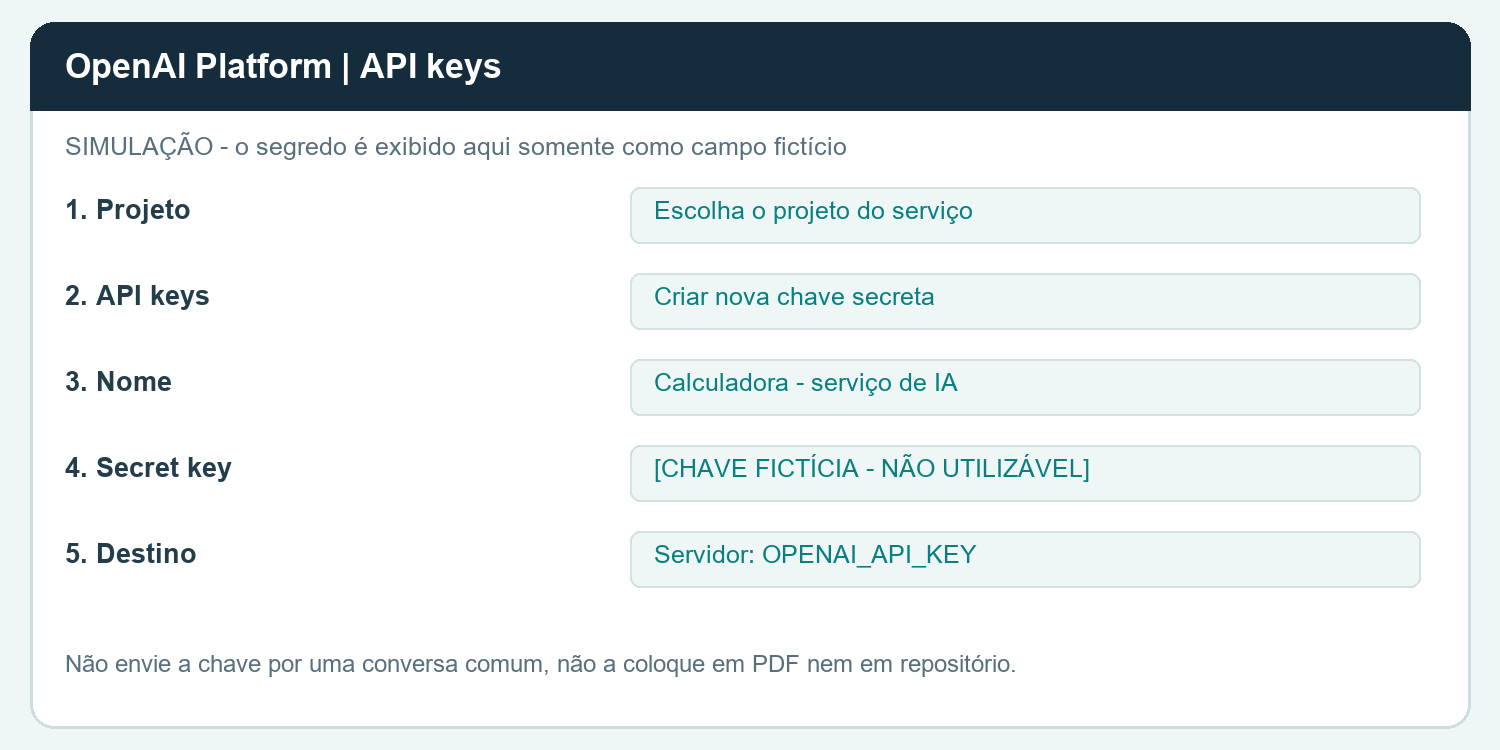 OpenAI Platform | API keys
SIMULAÇÃO - o segredo é exibido aqui somente como campo fictício
1. Projeto
Escolha o projeto do serviço
2. API keys
Criar nova chave secreta
3. Nome
Calculadora - serviço de IA
4. Secret key
[CHAVE FICTÍCIA - NÃO UTILIZÁVEL]
5. Destino
Servidor: OPENAI_API_KEY
Não envie a chave por uma conversa comum, não a coloque em PDF nem em repositório.